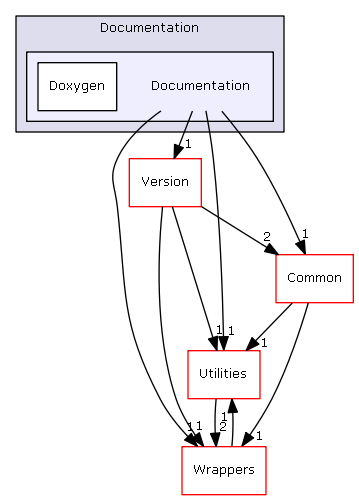 Documentation
Doxygen
Documentation
1
Version
2
1
Common
1
1
1
Utilities
1
2
1
1
1
Wrappers